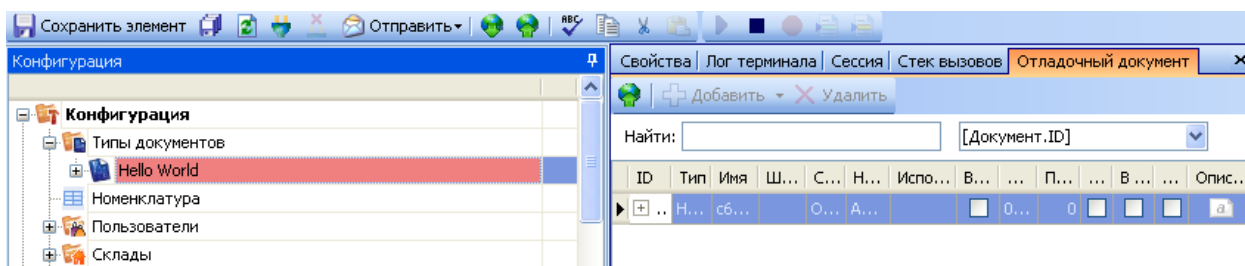 Сохранить элемент Отправить ABC
Конфигурация
Конфигурация
Типы документов
Hello World
Номенклатура
Пользователи
Склады
Свойства Лог терминала Сессия Стек вызовов Отладочный документ
Добавить Удалить
Найти: [Документ.ID]
ID Тип Имя Ш... С... Н... Испо... В... ... П... ... В ... ... Опис...
.. Н... сб... О... А... 0... 0 a